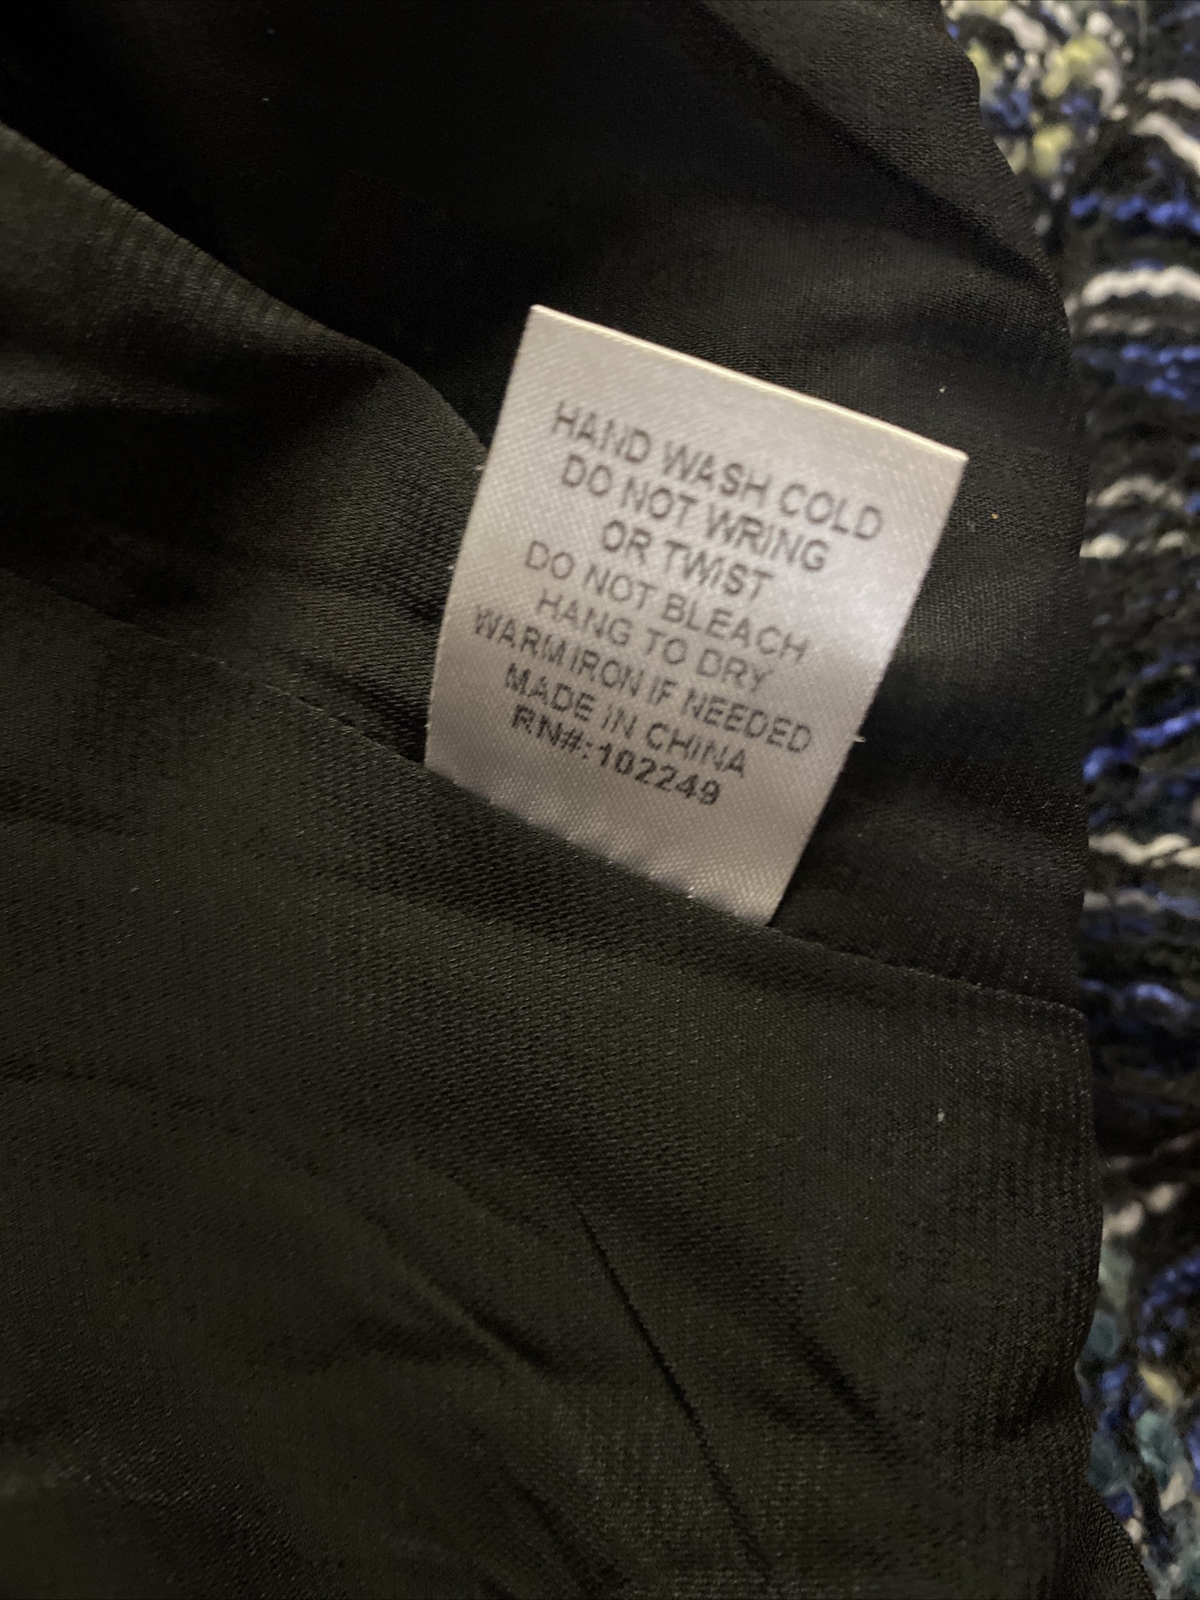 HAND WASH COLD
DO NOT WRING
OR TWIST
DO NOT BLEACH
HANG TO DRY
WARM IRON IF NEEDED
MADE IN CHINA
RN#:102249